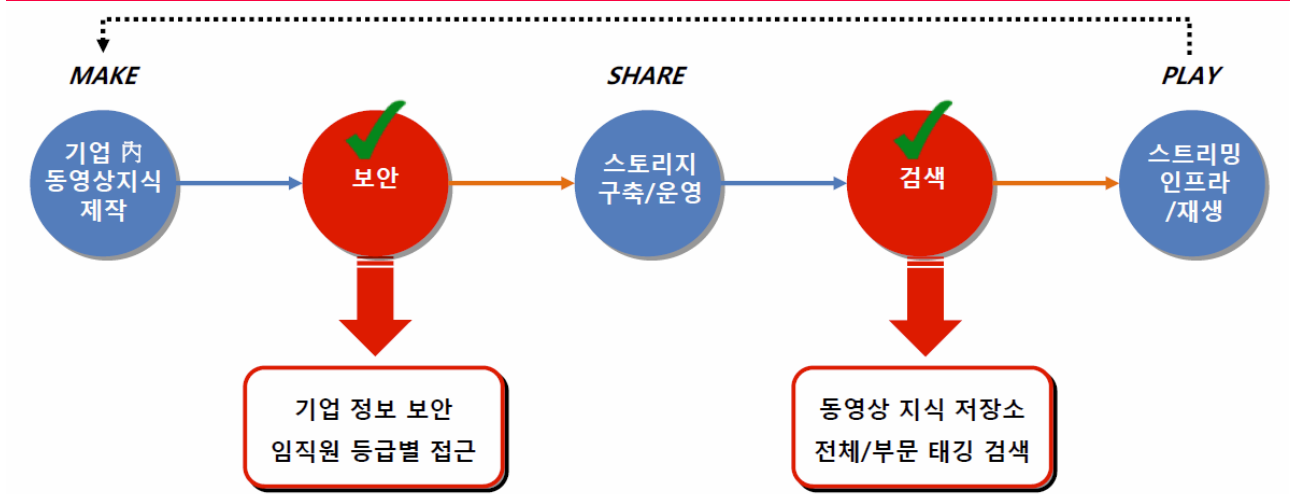 MAKE
SHARE
PLAY
기업 內
동영상지식
제작
보안
스토리지
구축/운영
검색
스트리밍
인프라
/재생
기업 정보 보안
임직원 등급별 접근
동영상 지식 저장소
전체/부문 태깅 검색